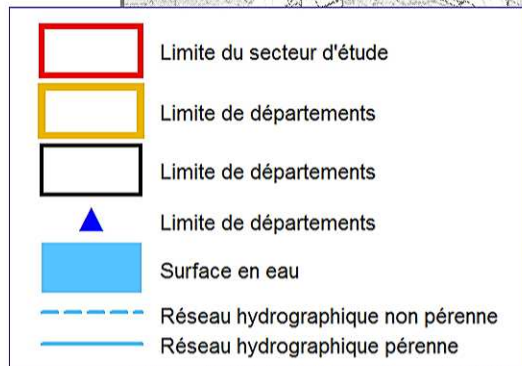 Limite du secteur d'étude
Limite de départements
Limite de départements
Limite de départements
Surface en eau
Réseau hydrographique non pérenne
Réseau hydrographique pérenne